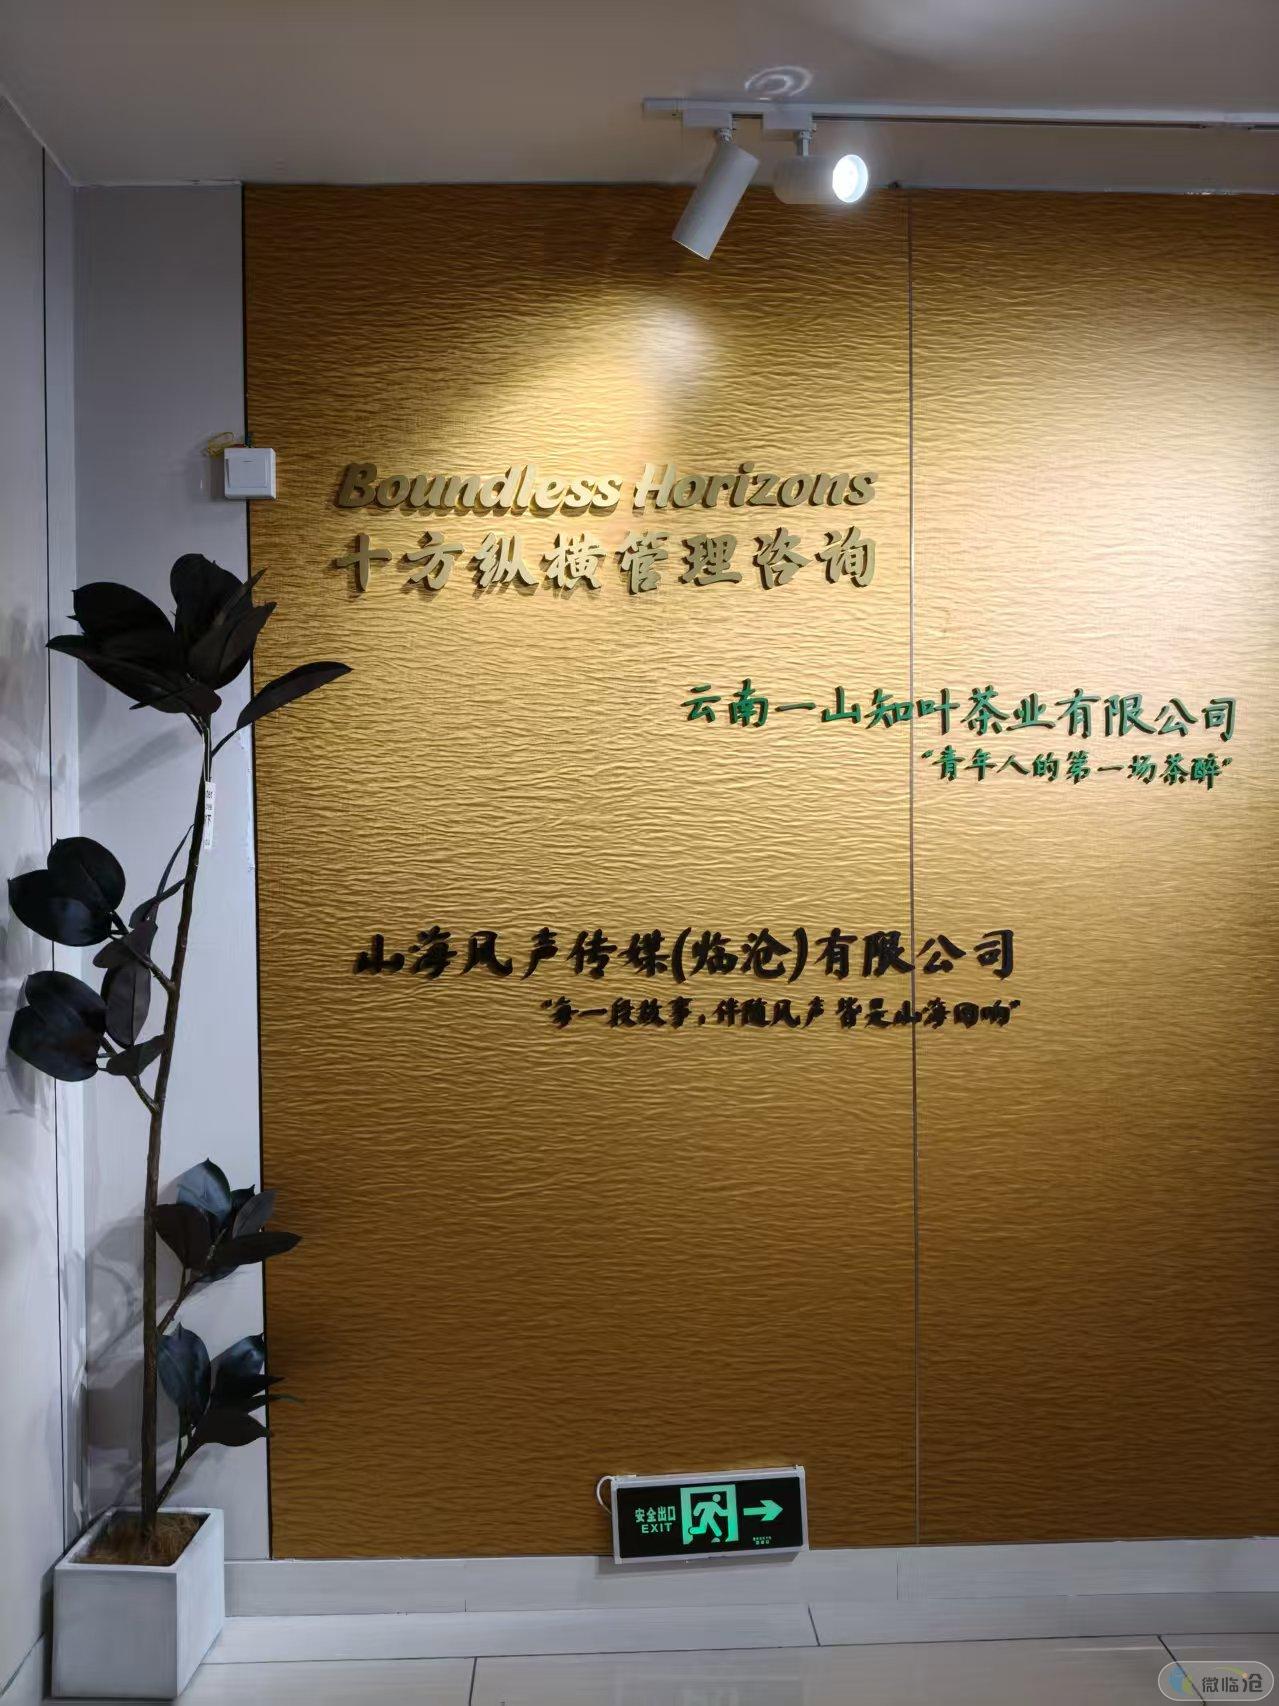 Boundless Horizons
十方纵横管理咨询
云南一山知叶茶业有限公司
"青年人的第一场茶醉"
山海风声传媒(临沧)有限公司
"每一段故事,伴随风声皆是山海回响"
安全出口
EXIT
微临沧